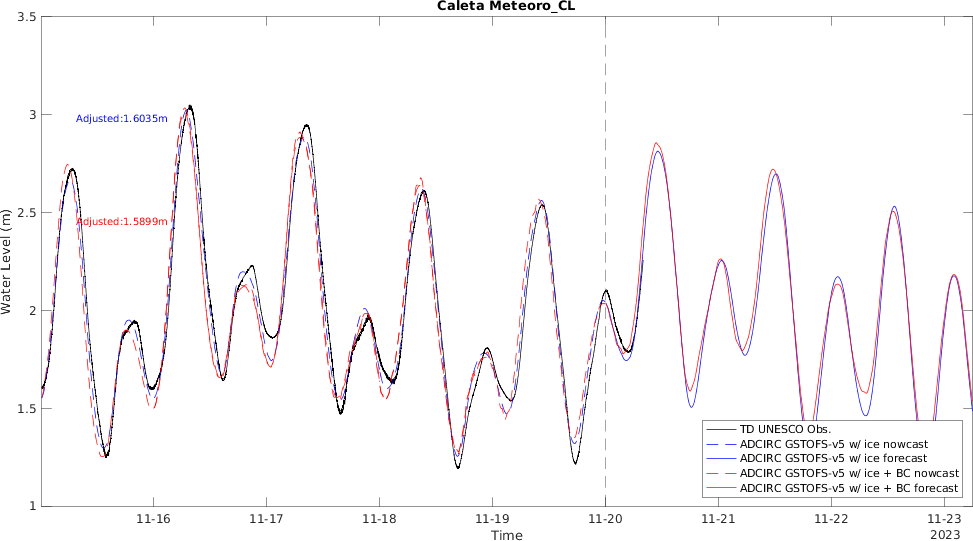 Caleta Meteoro_CL
3.5
3
2.5
2
1.5
1
Water Level (m)
Adjusted:1.6035m
Adjusted:1.5899m
TD UNESCO Obs.
ADCIRC GSTOFS-v5 w/ ice nowcast
ADCIRC GSTOFS-v5 w/ ice forecast
ADCIRC GSTOFS-v5 w/ ice + BC nowcast
ADCIRC GSTOFS-v5 w/ ice + BC forecast
11-16 11-17 11-18 11-19 11-20 11-21 11-22 11-23
Time
2023